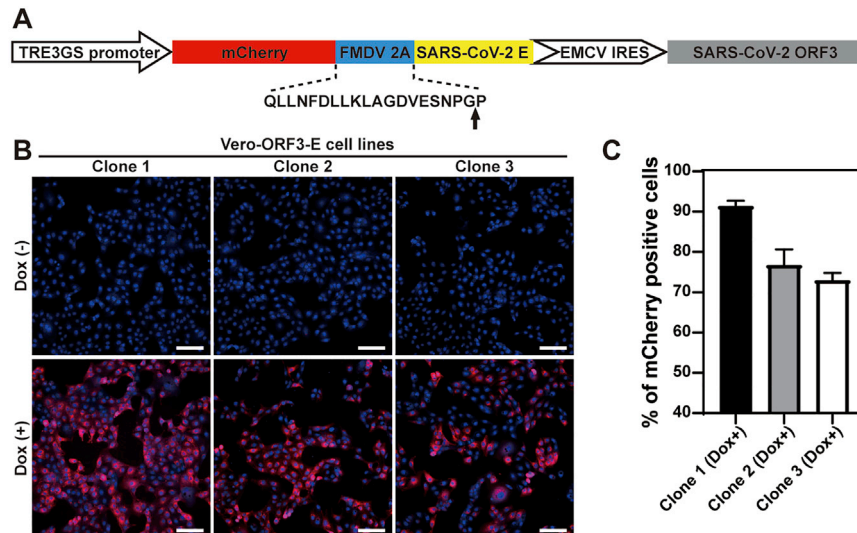 A
TRE3GS promoter mCherry FMDV 2A SARS-CoV-2 E EMCV IRES SARS-CoV-2 ORF3
QLLNFDLLKLAGDVESNPGP
B
Vero-ORF3-E cell lines
Clone 1 Clone 2 Clone 3
Dox (-)
Dox (+)
C
% of mCherry positive cells
100
90
80
70
60
50
40
Clone 1 (Dox+)
Clone 2 (Dox+)
Clone 3 (Dox+)